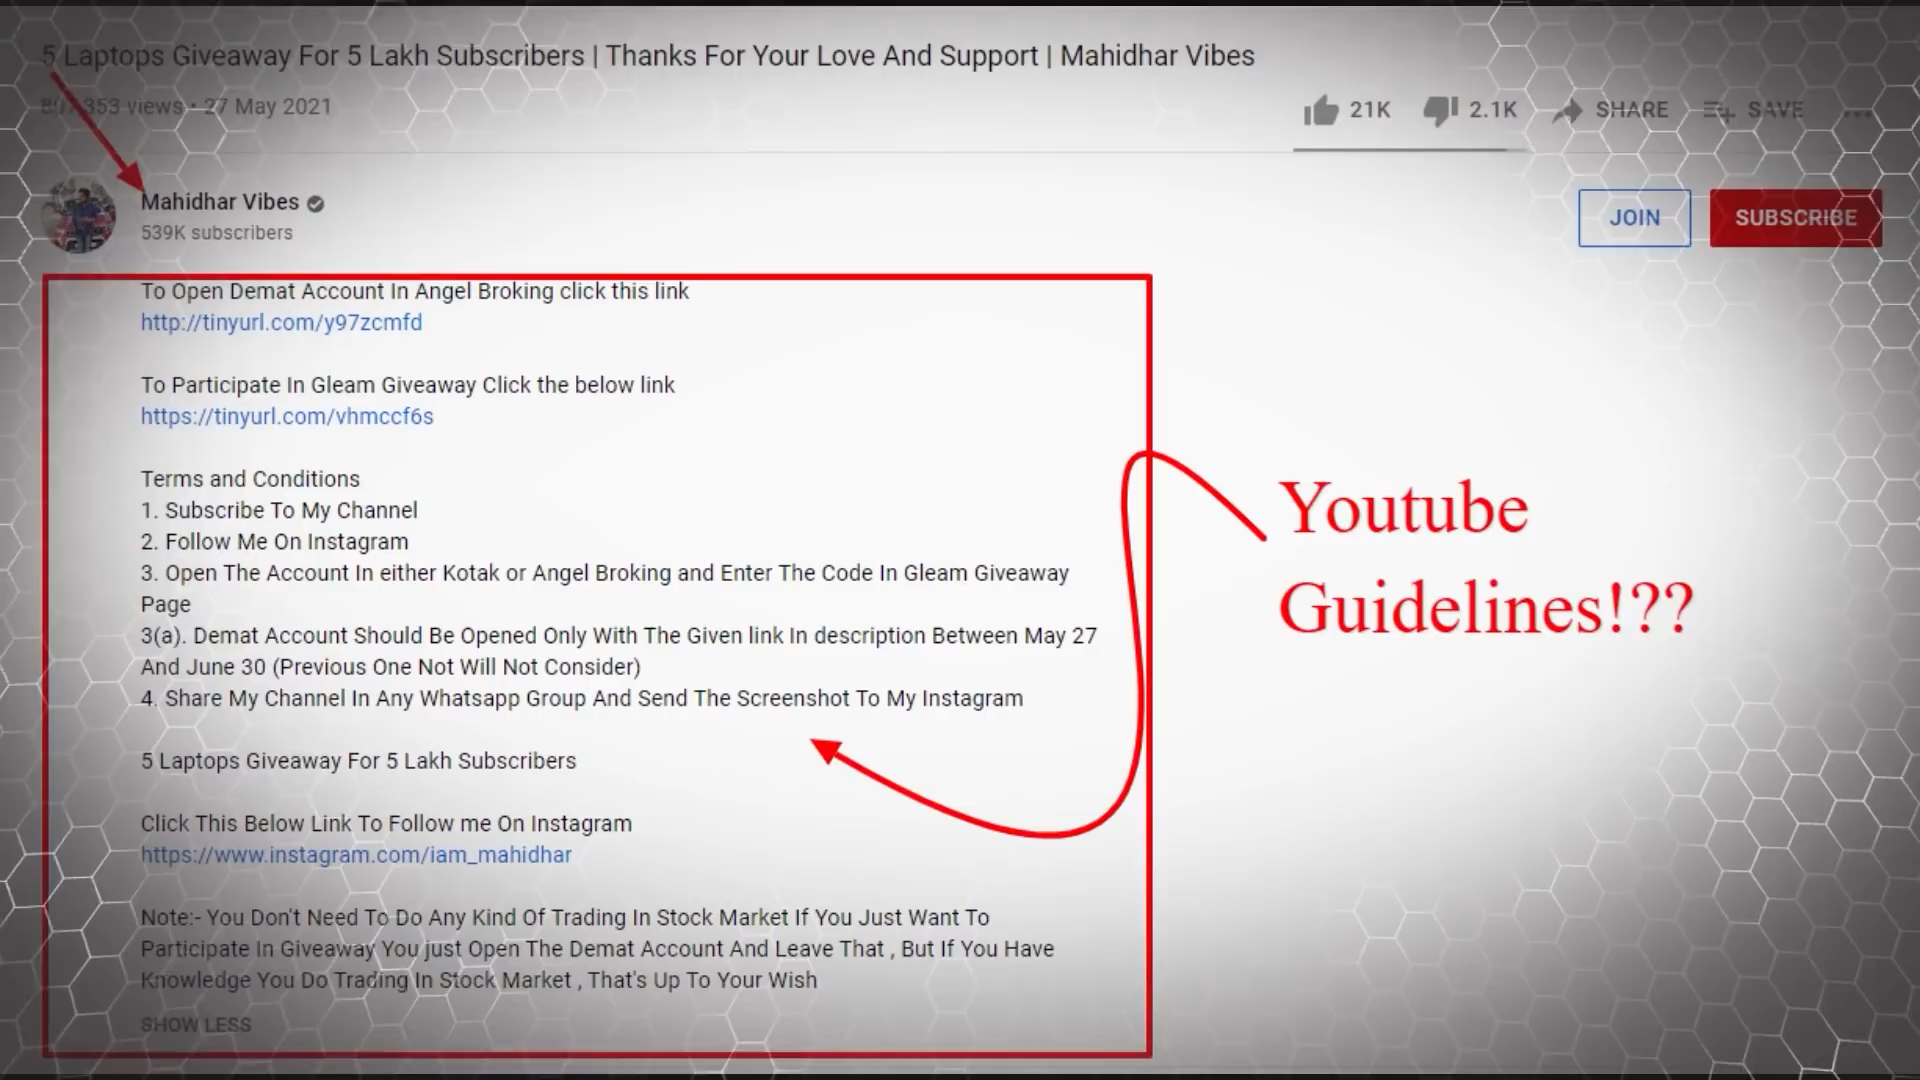 5 Laptops Giveaway For 5 Lakh Subscribers | Thanks For Your Love And Support | Mahidhar Vibes
353 views • 27 May 2021
21K
2.1K
SHARE
SAVE
Mahidhar Vibes
539K subscribers
JOIN
SUBSCRIBE
To Open Demat Account In Angel Broking click this link
http://tinyurl.com/y97zcmfd
To Participate In Gleam Giveaway Click the below link
https://tinyurl.com/vhmccf6s
Terms and Conditions
1. Subscribe To My Channel
2. Follow Me On Instagram
3. Open The Account In either Kotak or Angel Broking and Enter The Code In Gleam Giveaway
Page
3(a). Demat Account Should Be Opened Only With The Given link In description Between May 27
And June 30 (Previous One Not Will Not Consider)
4. Share My Channel In Any Whatsapp Group And Send The Screenshot To My Instagram
5 Laptops Giveaway For 5 Lakh Subscribers
Click This Below Link To Follow me On Instagram
https://www.instagram.com/iam_mahidhar
Note:- You Don't Need To Do Any Kind Of Trading In Stock Market If You Just Want To
Participate In Giveaway You just Open The Demat Account And Leave That , But If You Have
Knowledge You Do Trading In Stock Market , That's Up To Your Wish
SHOW LESS
Youtube
Guidelines!??